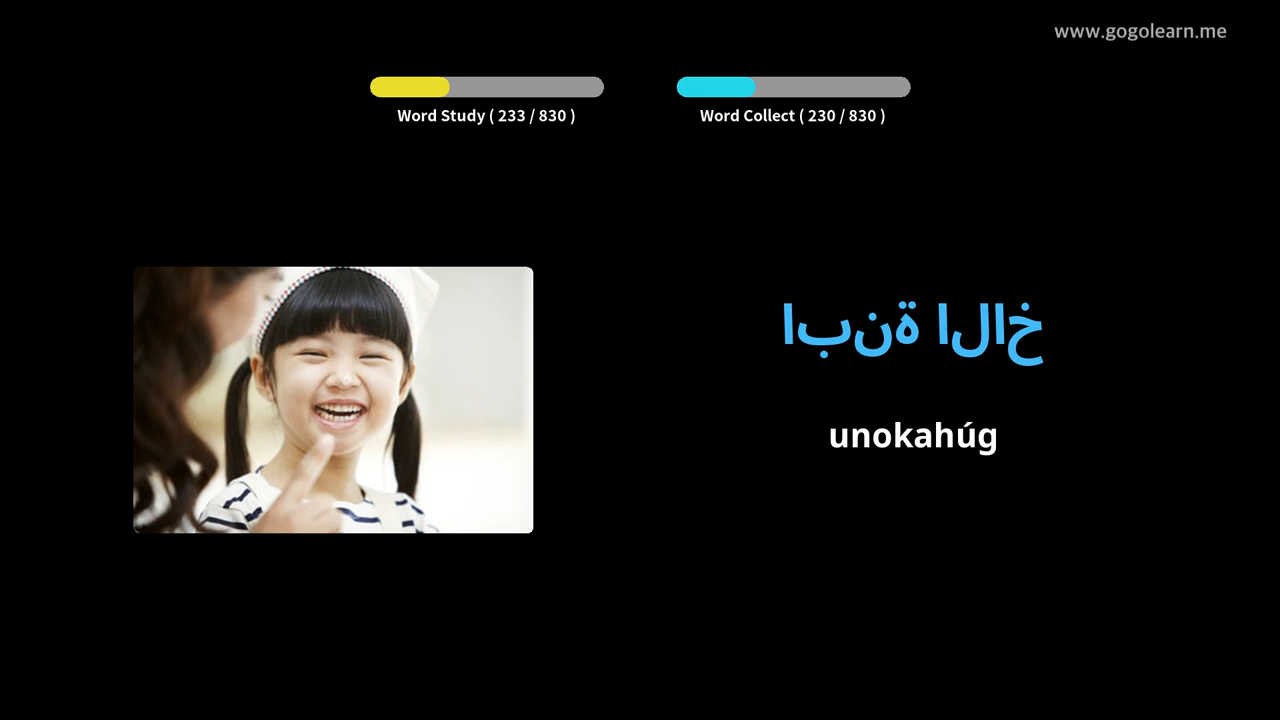 www.gogolearn.me
Word Study ( 233 / 830 )
Word Collect ( 230 / 830 )
ابنة الاخ
unokahúg